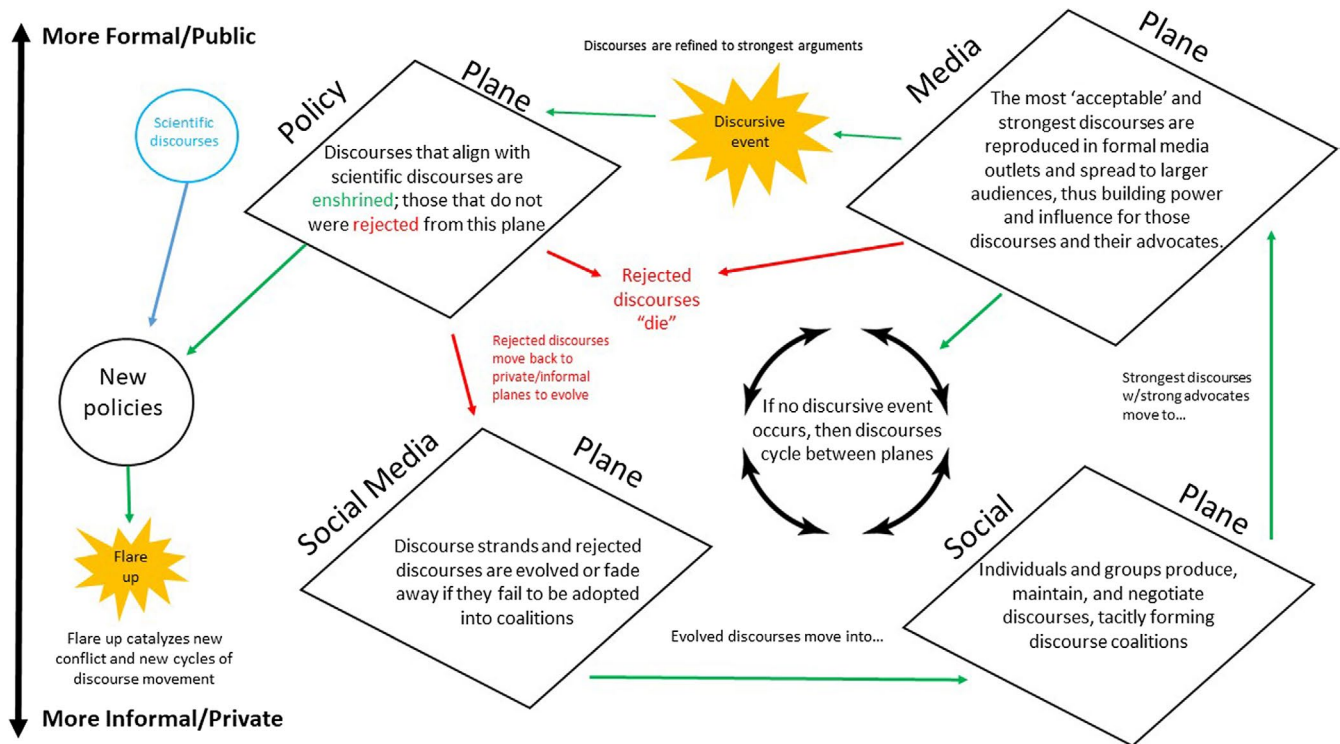 More Formal/Public
Scientific
discourses
Policy
Plane
Discourses that align with
scientific discourses are
enshrined; those that do not
were rejected from this plane
Discourses are refined to strongest arguments
Discursive
event
Media
Plane
The most ‘acceptable’ and
strongest discourses are
reproduced in formal media
outlets and spread to larger
audiences, thus building power
and influence for those
discourses and their advocates.
Rejected
discourses
“die”
Rejected discourses
move back to
private/informal
planes to evolve
New
policies
If no discursive event
occurs, then discourses
cycle between planes
Strongest discourses
w/strong advocates
move to…
Social Media
Plane
Discourse strands and rejected
discourses are evolved or fade
away if they fail to be adopted
into coalitions
Evolved discourses move into…
Social
Plane
Individuals and groups produce,
maintain, and negotiate
discourses, tacitly forming
discourse coalitions
Flare
up
Flare up catalyzes new
conflict and new cycles of
discourse movement
More Informal/Private